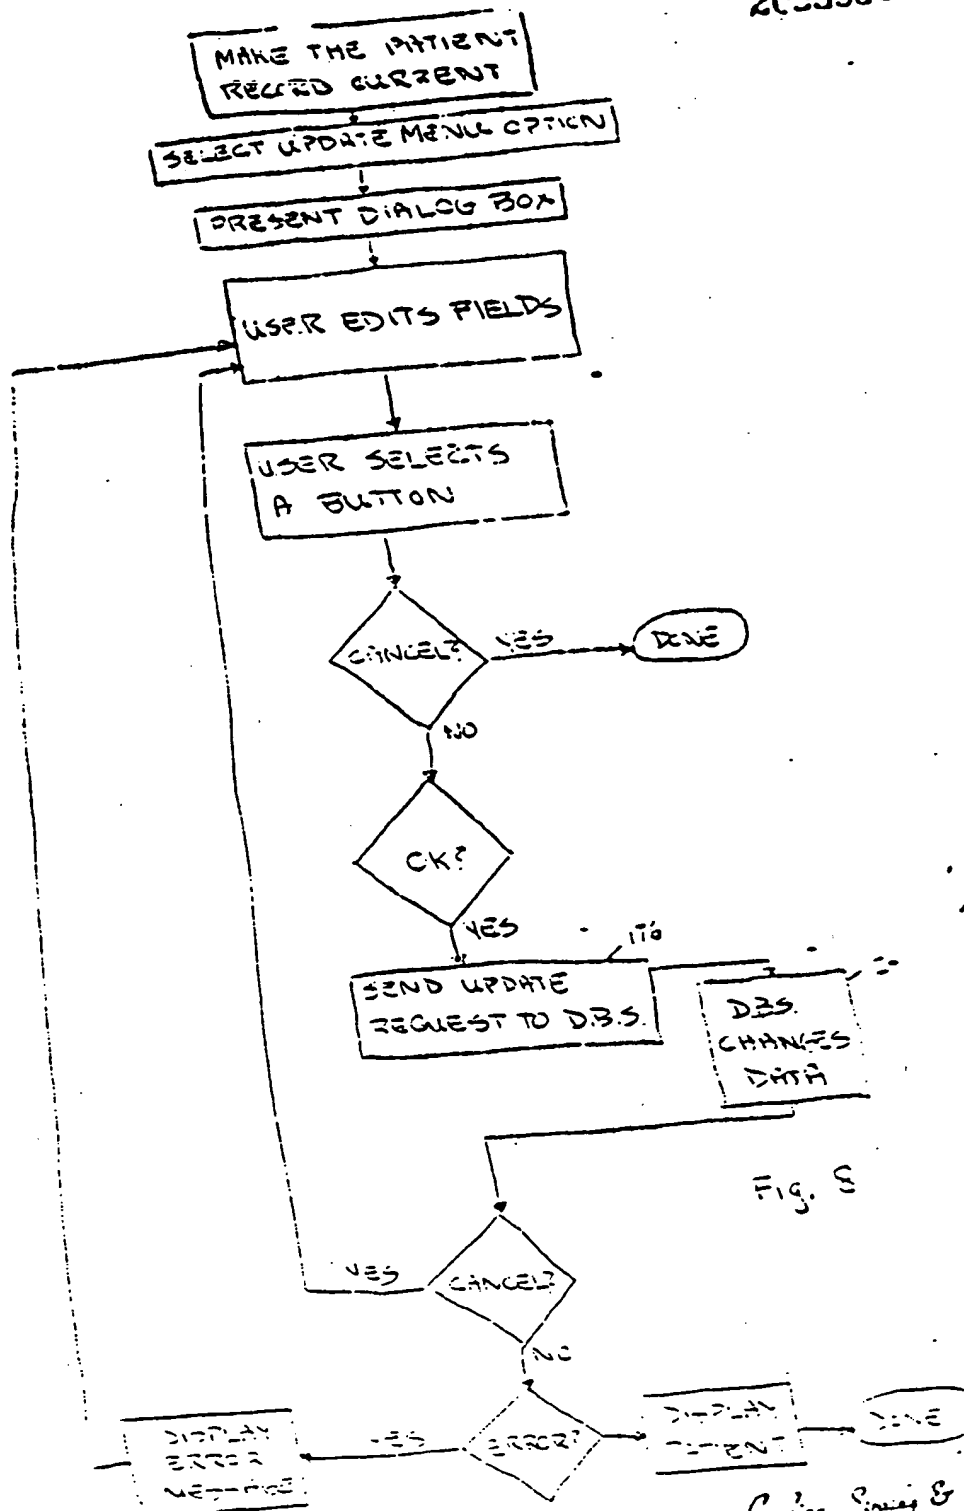 MAKE THE PATIENT
RECORD CURRENT
SELECT UPDATE MENU OPTION
PRESENT DIALOG BOX
USER EDITS FIELDS
USER SELECTS
A BUTTON
CANCEL?
YES
DONE
NO
OK?
YES
176
SEND UPDATE
REQUEST TO D.B.S.
D.B.S.
CHANGES
DATA
Fig. 8
CANCEL?
YES
NO
ERROR?
YES
DISPLAY
ERROR
MESSAGE
DISPLAY
PATIENT
DONE